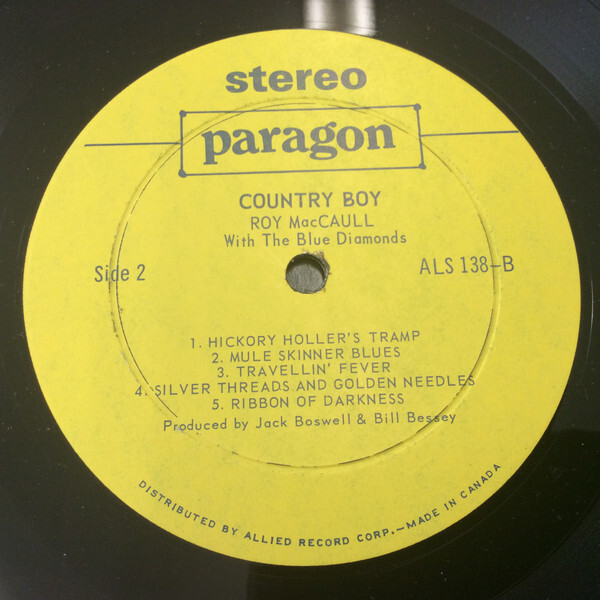 stereo
paragon
COUNTRY BOY
ROY MacCAULL
With The Blue Diamonds
Side 2
ALS 138-B
1. HICKORY HOLLER'S TRAMP
2. MULE SKINNER BLUES
3. TRAVELLIN' FEVER
4. SILVER THREADS AND GOLDEN NEEDLES
5. RIBBON OF DARKNESS
Produced by Jack Boswell & Bill Bessey
DISTRIBUTED BY ALLIED RECORD CORP.—MADE IN CANADA